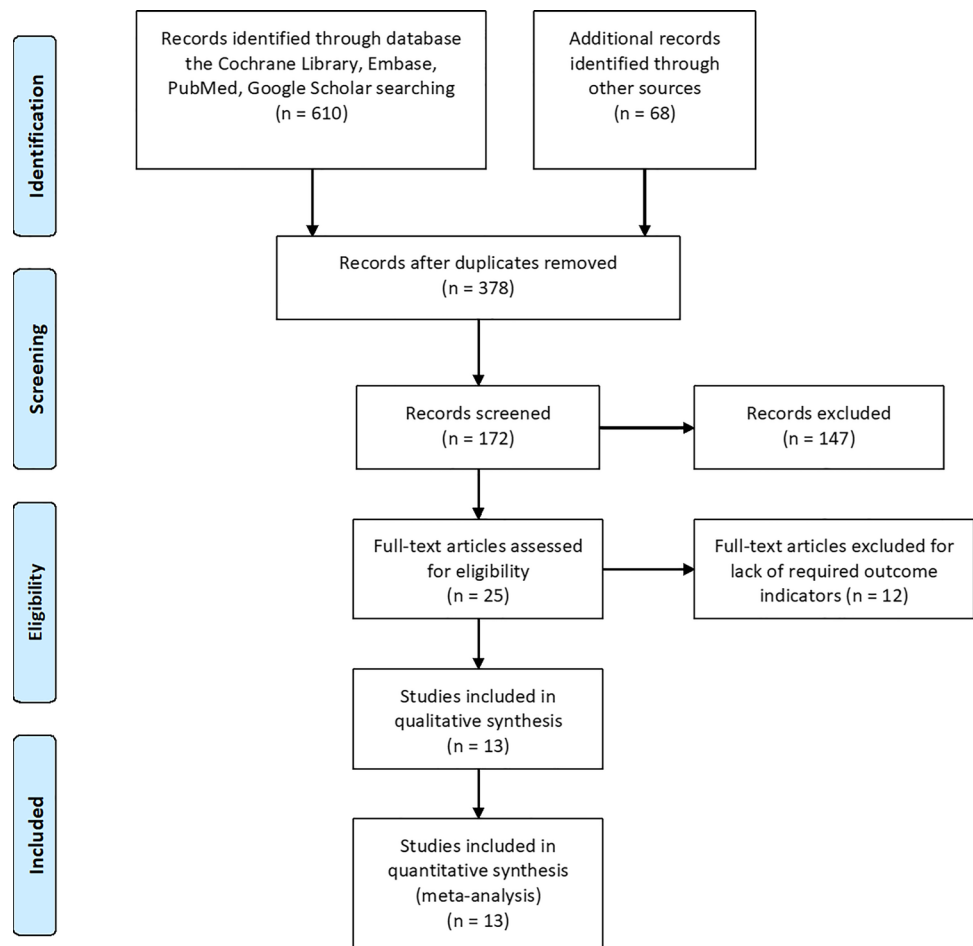 Identification
Records identified through database
the Cochrane Library, Embase,
PubMed, Google Scholar searching
(n = 610)
Additional records
identified through
other sources
(n = 68)
Records after duplicates removed
(n = 378)
Screening
Records screened
(n = 172)
Records excluded
(n = 147)
Eligibility
Full-text articles assessed
for eligibility
(n = 25)
Full-text articles excluded for
lack of required outcome
indicators (n = 12)
Studies included in
qualitative synthesis
(n = 13)
Included
Studies included in
quantitative synthesis
(meta-analysis)
(n = 13)